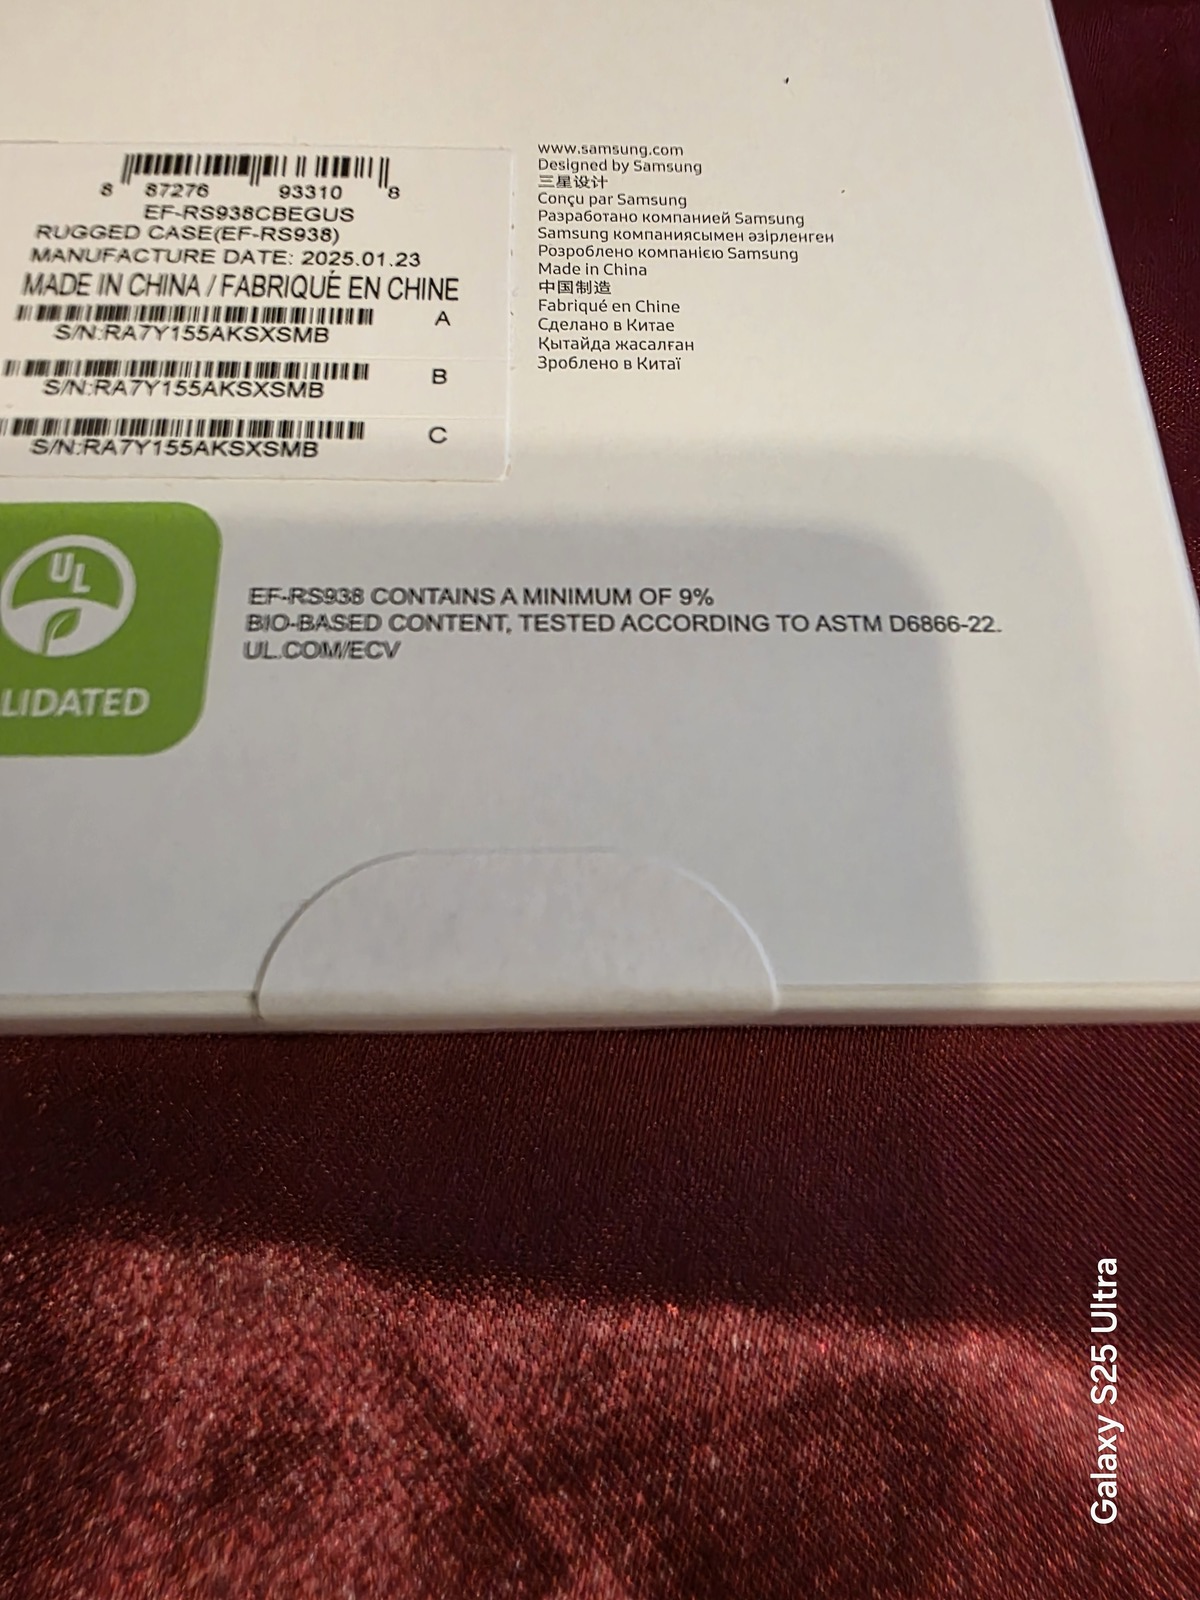 8 87276 93310 8
EF-RS938CBEGUS
RUGGED CASE(EF-RS938)
MANUFACTURE DATE: 2025.01.23
MADE IN CHINA / FABRIQUÉ EN CHINE
A
S/N:RA7Y155AKSXSMB
B
S/N:RA7Y155AKSXSMB
C
S/N:RA7Y155AKSXSMB
www.samsung.com
Designed by Samsung
三星设计
Conçu par Samsung
Разработано компанией Samsung
Samsung компаниясымен әзірленген
Розроблено компанією Samsung
Made in China
中国制造
Fabriqué en Chine
Сделано в Китае
Қытайда жасалған
Зроблено в Китаї
UL
LIDATED
EF-RS938 CONTAINS A MINIMUM OF 9%
BIO-BASED CONTENT, TESTED ACCORDING TO ASTM D6866-22.
UL.COM/ECV
Galaxy S25 Ultra